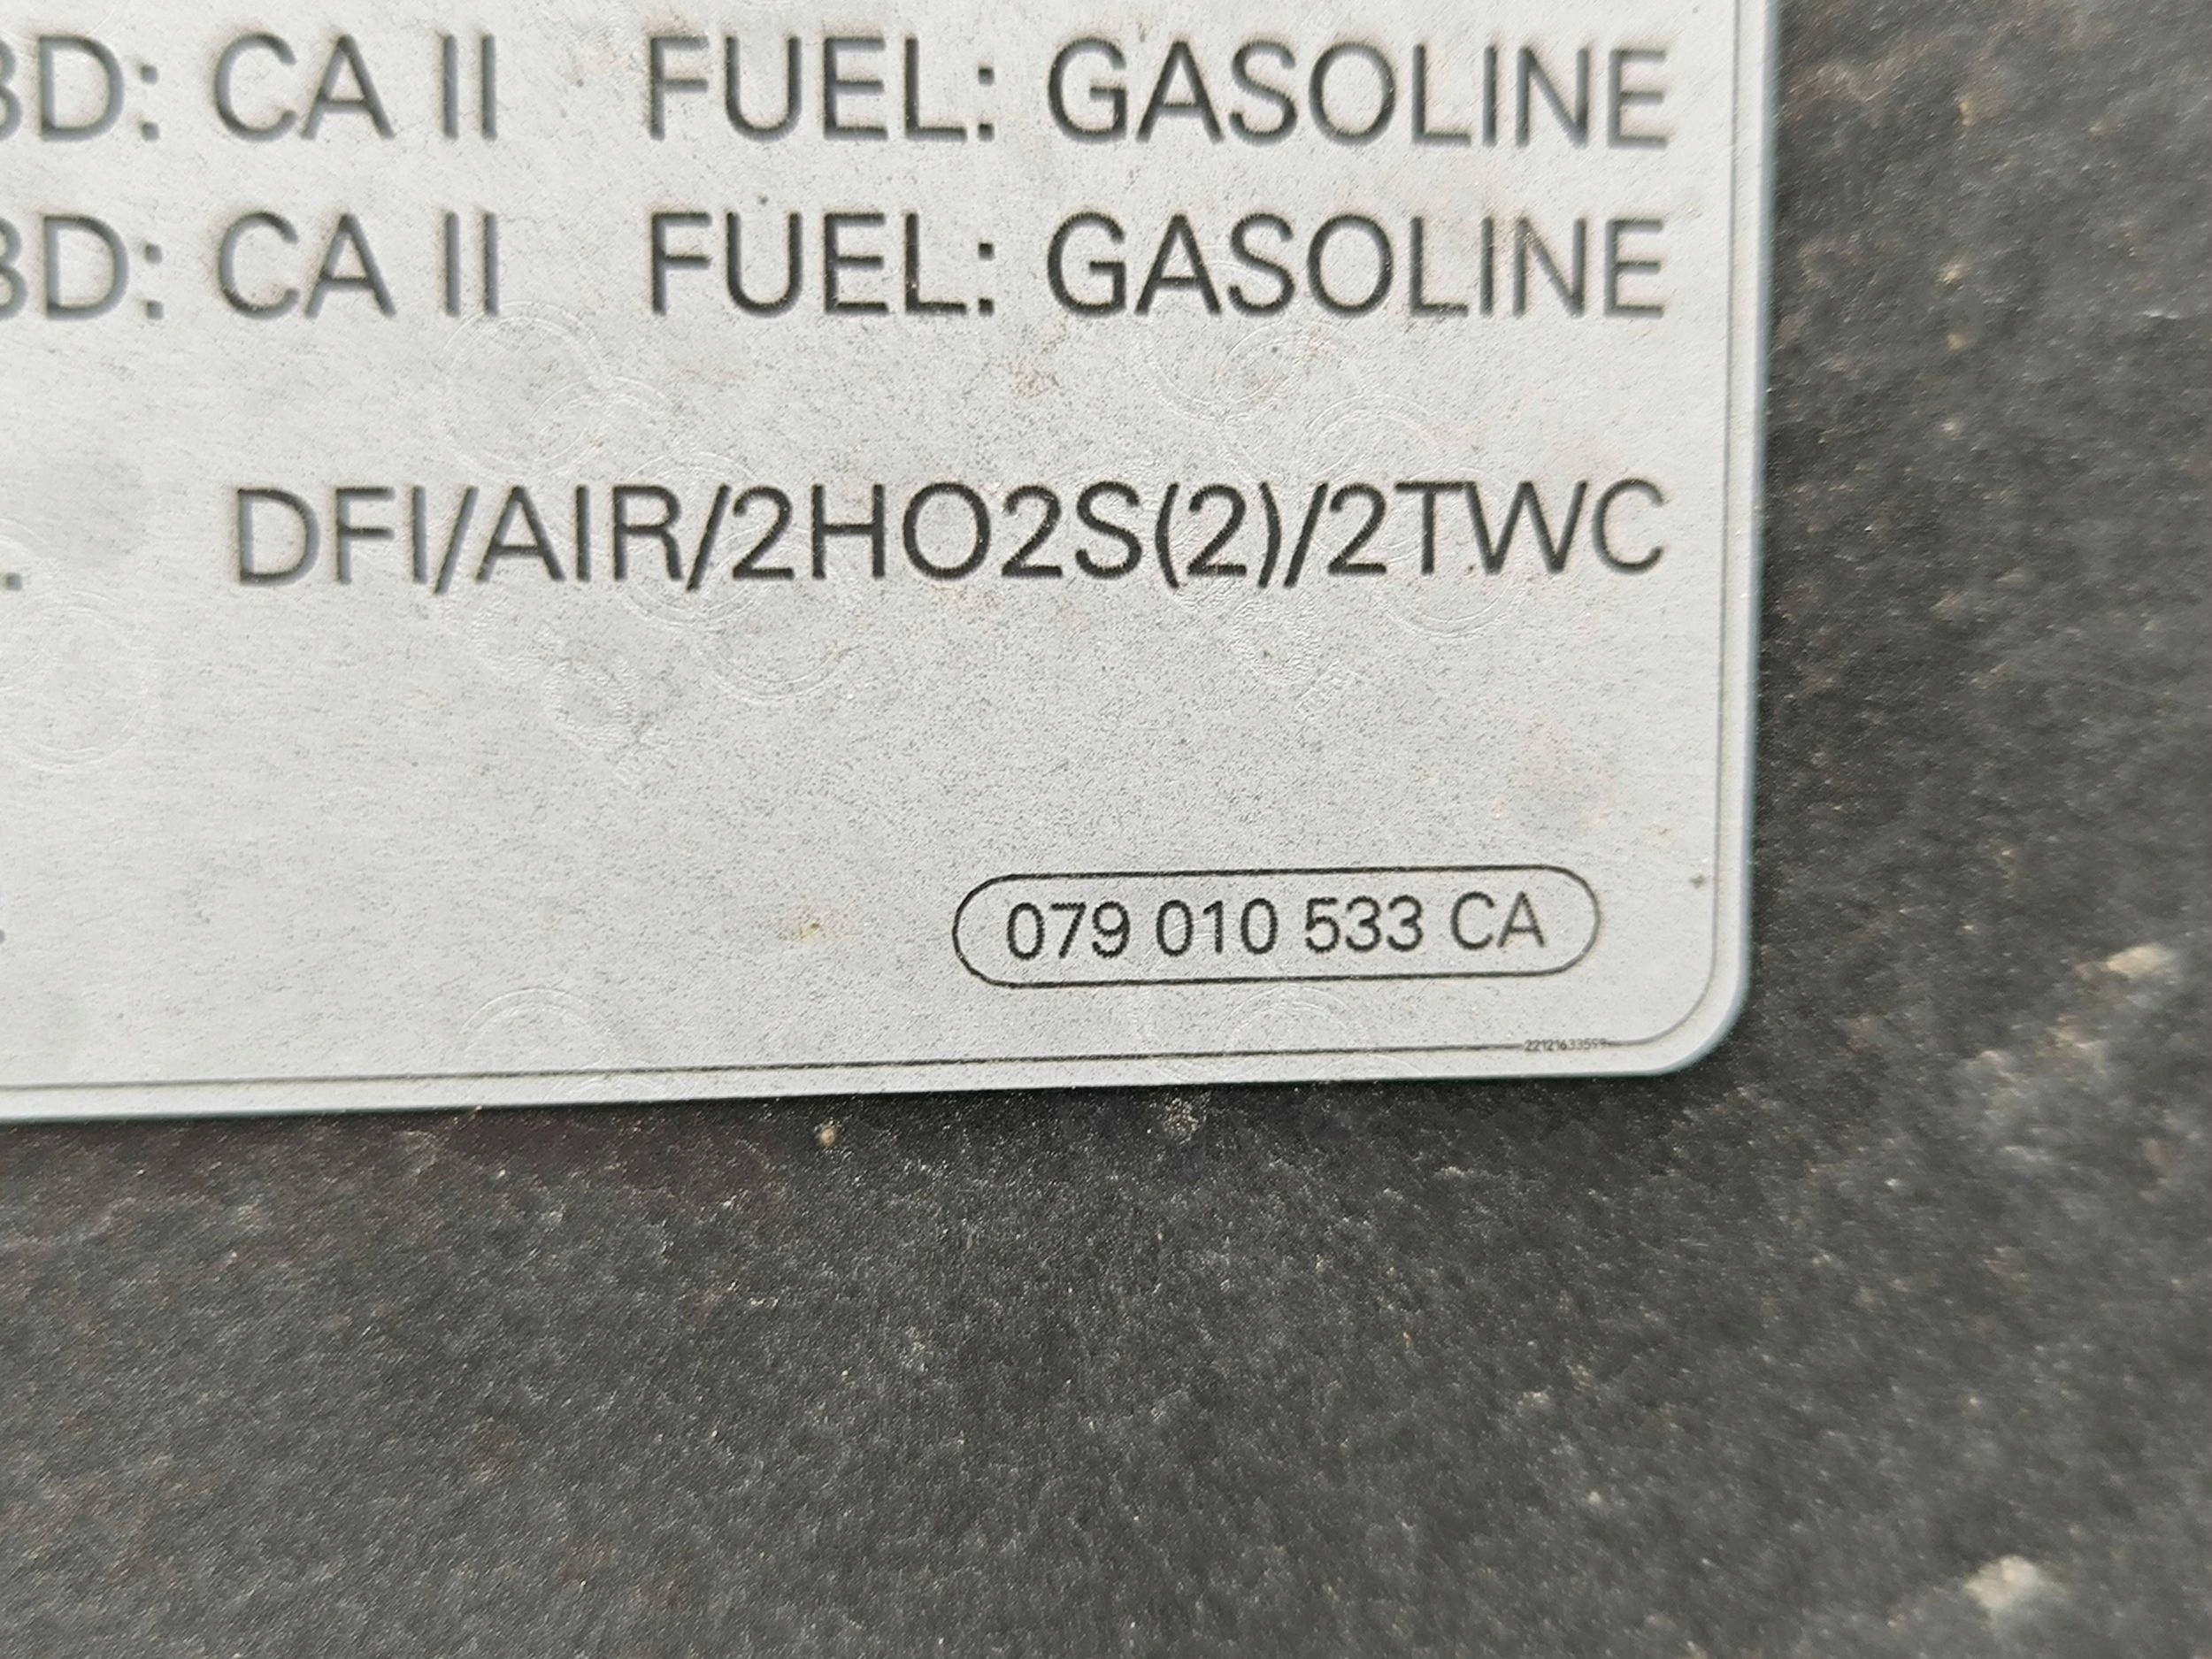 BD: CA II FUEL: GASOLINE
BD: CA II FUEL: GASOLINE
. DFI/AIR/2HO2S(2)/2TWC
079 010 533 CA